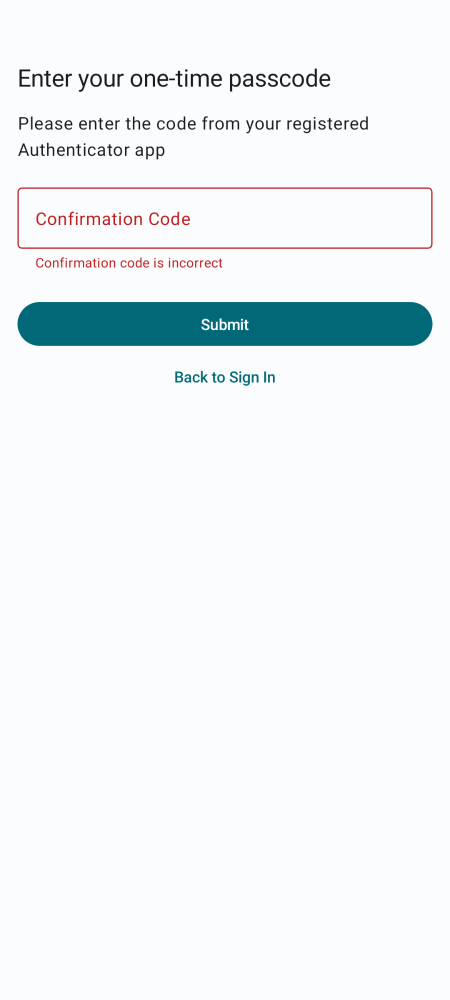 Enter your one-time passcode
Please enter the code from your registered
Authenticator app
Confirmation Code
Confirmation code is incorrect
Submit
Back to Sign In